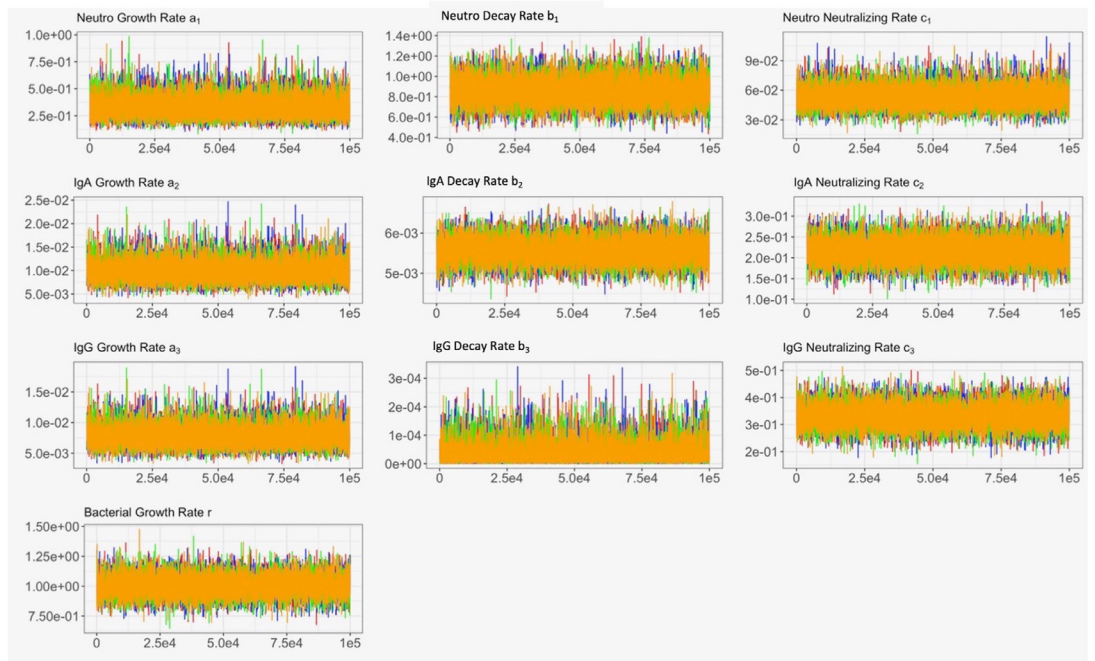 Neutro Growth Rate a₁
1.0e+00
7.5e-01
5.0e-01
2.5e-01
0 2.5e4 5.0e4 7.5e4 1e5
Neutro Decay Rate b₁
1.4e+00
1.2e+00
1.0e+00
8.0e-01
6.0e-01
4.0e-01
0 2.5e4 5.0e4 7.5e4 1e5
Neutro Neutralizing Rate c₁
9e-02
6e-02
3e-02
0 2.5e4 5.0e4 7.5e4 1e5
IgA Growth Rate a₂
2.5e-02
2.0e-02
1.5e-02
1.0e-02
5.0e-03
0 2.5e4 5.0e4 7.5e4 1e5
IgA Decay Rate b₂
6e-03
5e-03
0 2.5e4 5.0e4 7.5e4 1e5
IgA Neutralizing Rate c₂
3.0e-01
2.5e-01
2.0e-01
1.5e-01
1.0e-01
0 2.5e4 5.0e4 7.5e4 1e5
IgG Growth Rate a₃
1.5e-02
1.0e-02
5.0e-03
0 2.5e4 5.0e4 7.5e4 1e5
IgG Decay Rate b₃
3e-04
2e-04
1e-04
0e+00
0 2.5e4 5.0e4 7.5e4 1e5
IgG Neutralizing Rate c₃
5e-01
4e-01
3e-01
2e-01
0 2.5e4 5.0e4 7.5e4 1e5
Bacterial Growth Rate r
1.50e+00
1.25e+00
1.00e+00
7.50e-01
0 2.5e4 5.0e4 7.5e4 1e5